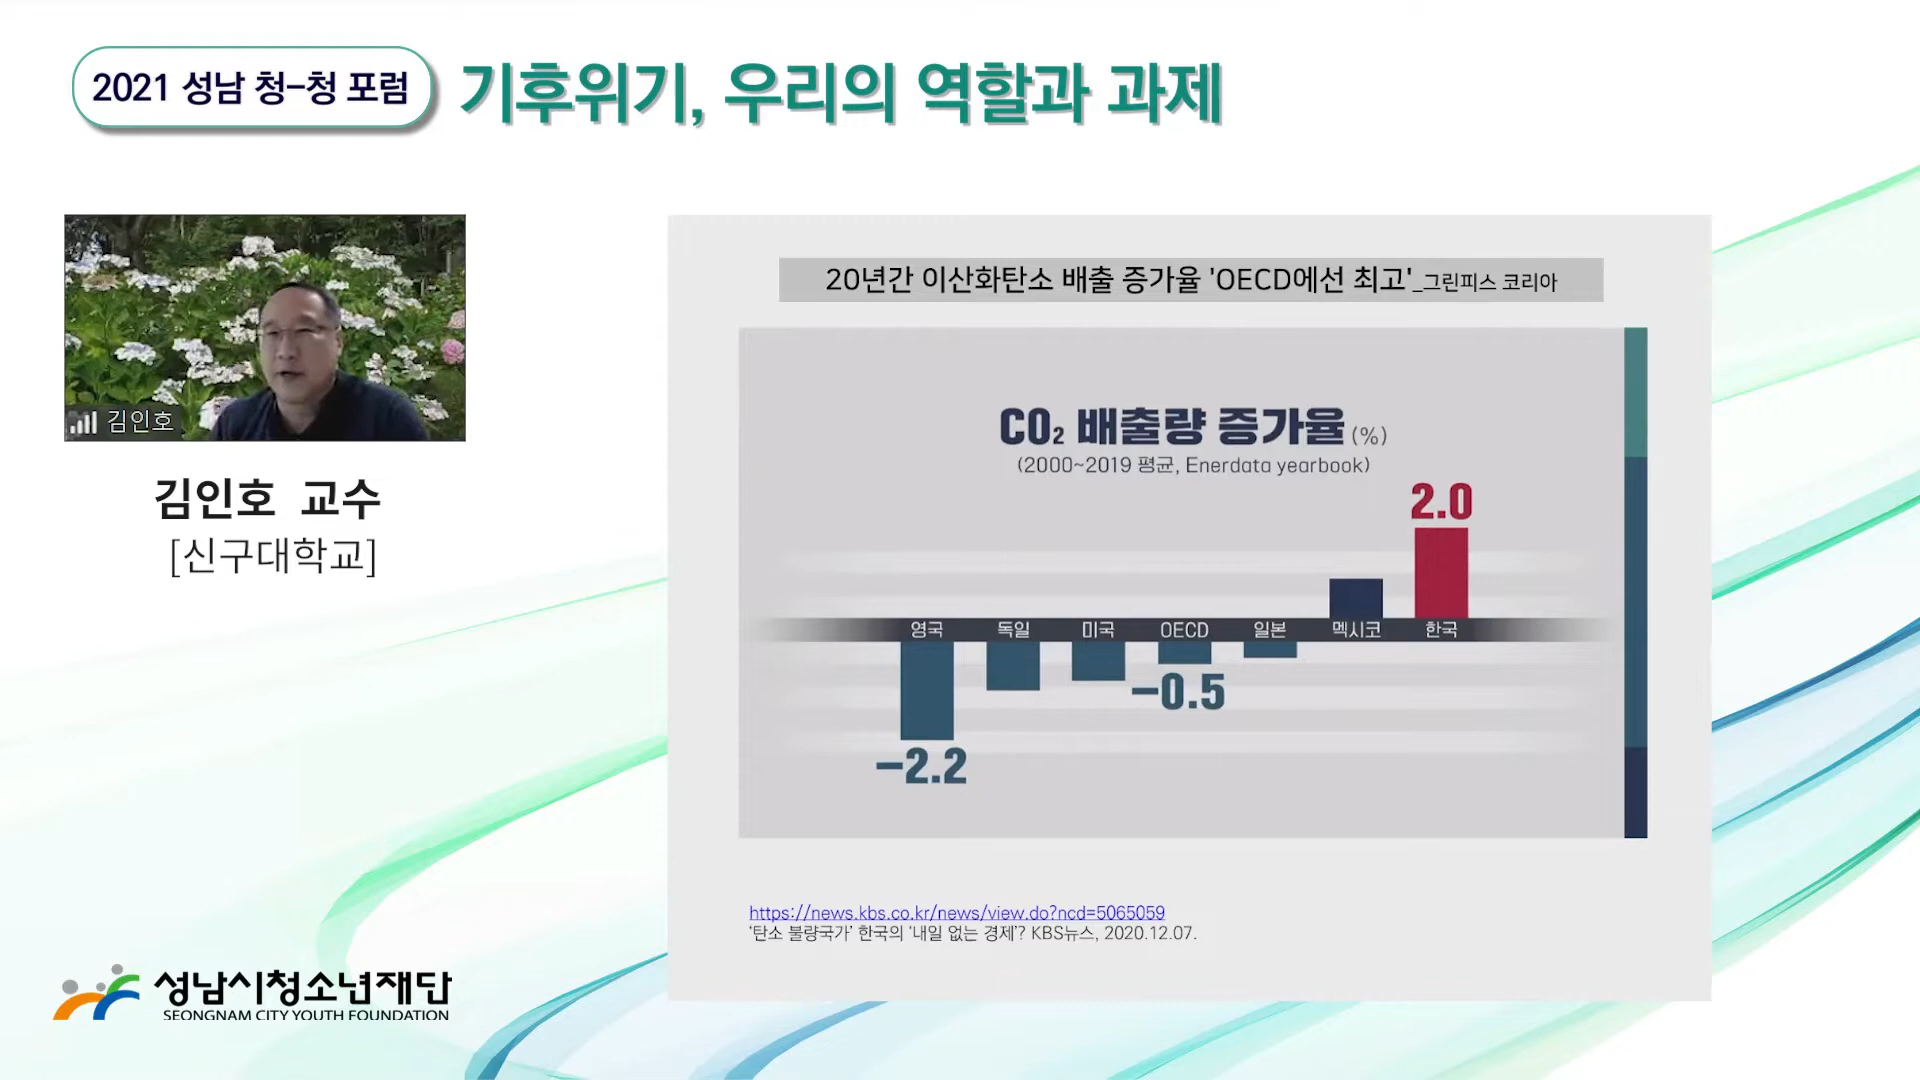 2021 성남 청-청 포럼
기후위기, 우리의 역할과 과제
김인호
김인호 교수
[신구대학교]
20년간 이산화탄소 배출 증가율 'OECD에선 최고'_그린피스 코리아
CO₂ 배출량 증가율(%)
(2000~2019 평균, Enerdata yearbook)
2.0
영국 독일 미국 OECD 일본 멕시코 한국
-0.5
-2.2
https://news.kbs.co.kr/news/view.do?ncd=5065059
'탄소 불량국가' 한국의 '내일 없는 경제'? KBS뉴스, 2020.12.07.
성남시청소년재단
SEONGNAM CITY YOUTH FOUNDATION